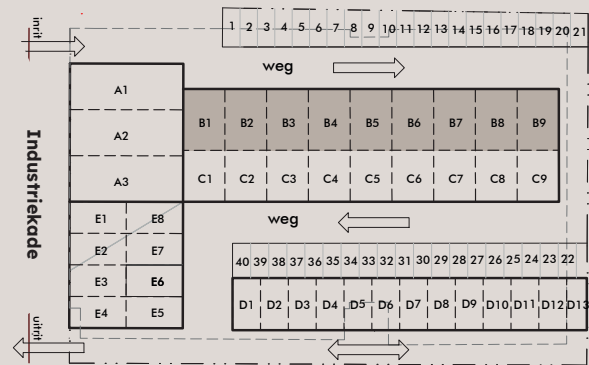 inrit
1 2 3 4 5 6 7 8 9 10 11 12 13 14 15 16 17 18 19 20 21
weg
A1
A2
A3
B1 B2 B3 B4 B5 B6 B7 B8 B9
C1 C2 C3 C4 C5 C6 C7 C8 C9
Industriekade
weg
E1 E8
E2 E7
E3 E6
E4 E5
40 39 38 37 36 35 34 33 32 31 30 29 28 27 26 25 24 23 22
D1 D2 D3 D4 D5 D6 D7 D8 D9 D10 D11 D12 D13
uitrit